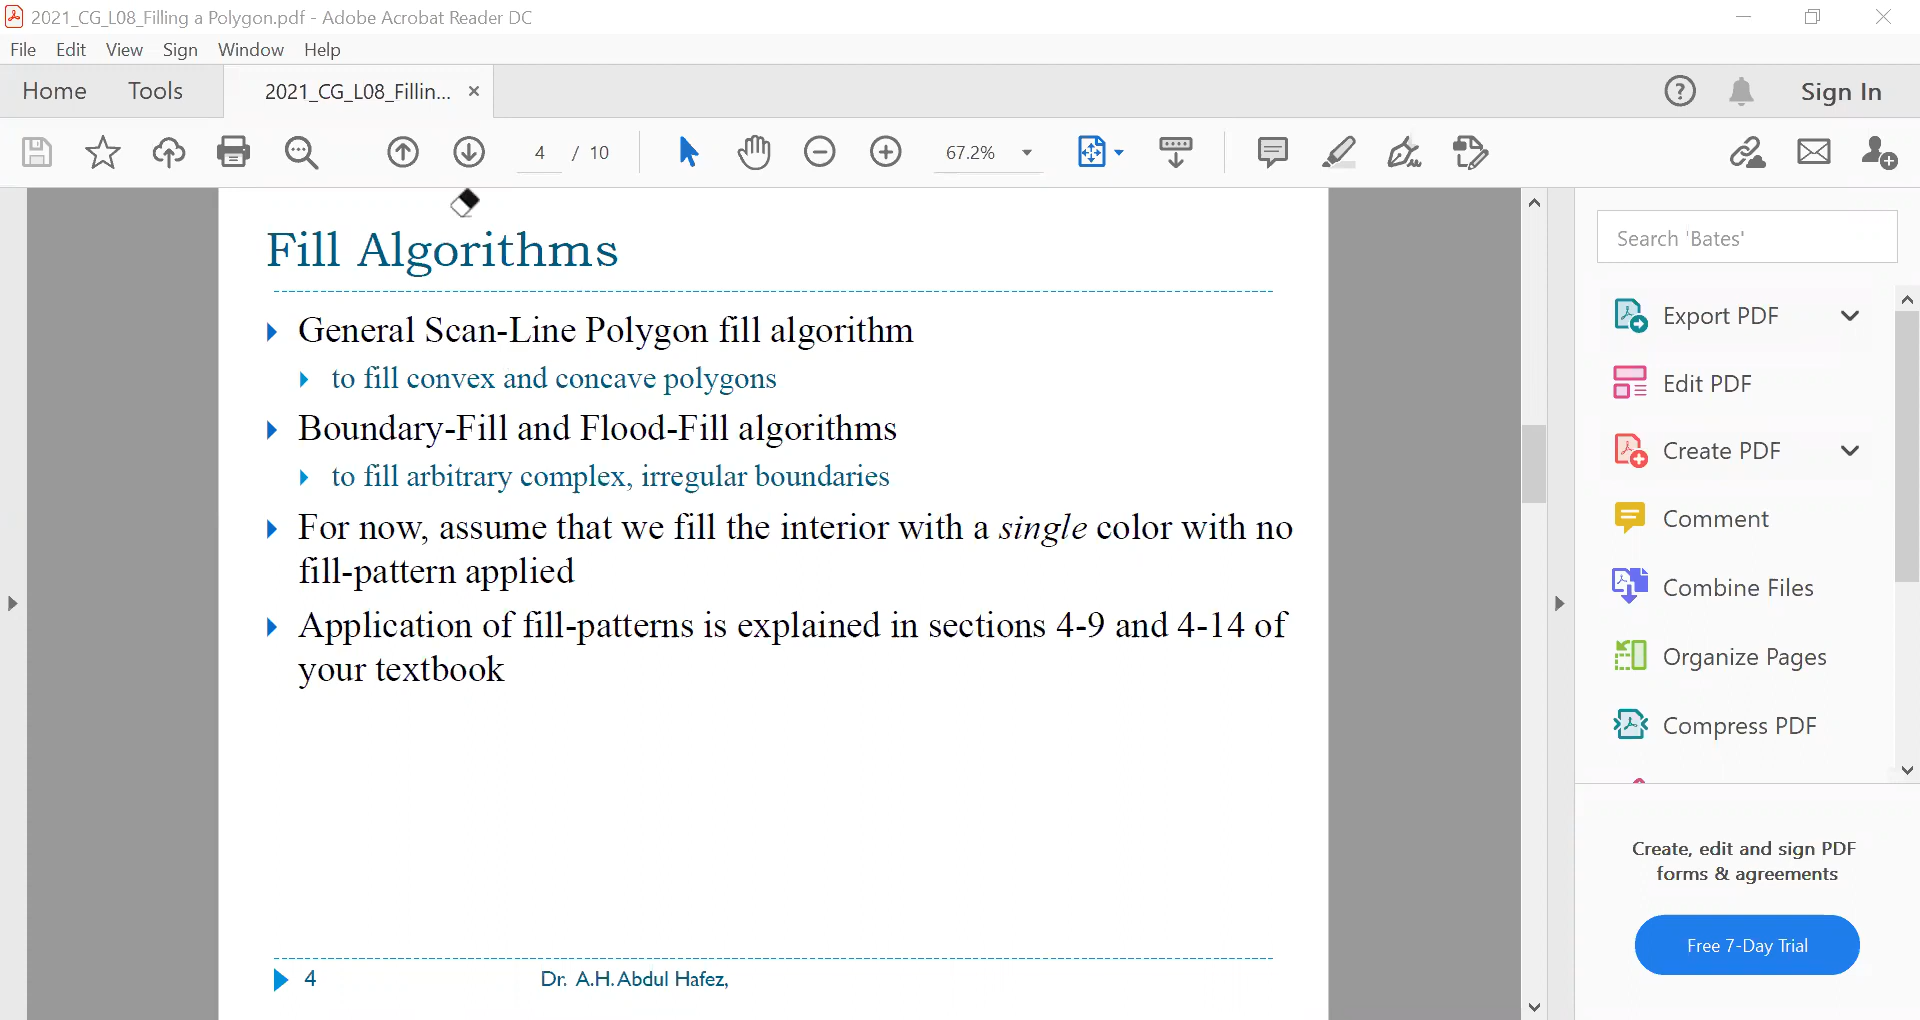 2021_CG_L08_Filling a Polygon.pdf - Adobe Acrobat Reader DC
File Edit View Sign Window Help
Home Tools 2021_CG_L08_Fillin... × Sign In
4 / 10 67.2%
Fill Algorithms
General Scan-Line Polygon fill algorithm
to fill convex and concave polygons
Boundary-Fill and Flood-Fill algorithms
to fill arbitrary complex, irregular boundaries
For now, assume that we fill the interior with a single color with no
fill-pattern applied
Application of fill-patterns is explained in sections 4-9 and 4-14 of
your textbook
4 Dr. A.H.Abdul Hafez,
Search 'Bates'
Export PDF
Edit PDF
Create PDF
Comment
Combine Files
Organize Pages
Compress PDF
Create, edit and sign PDF
forms & agreements
Free 7-Day Trial